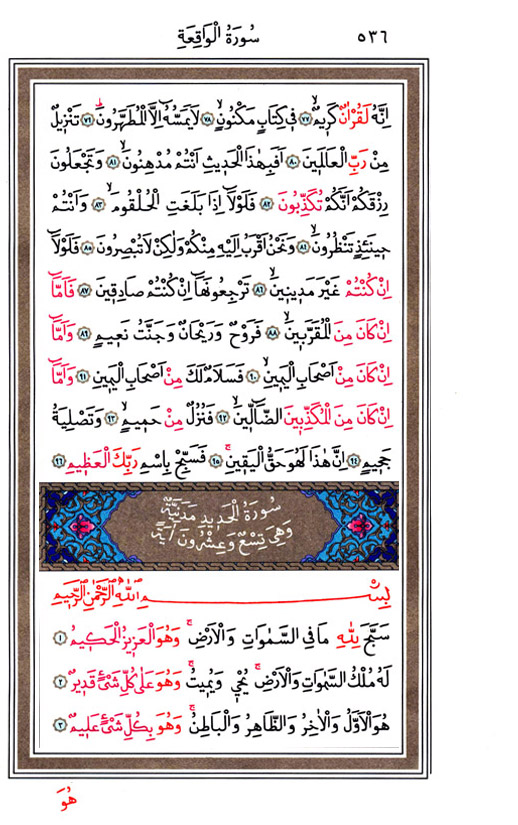 ٥٣٦
سُورَةُ الْوَاقِعَةِ
اِنَّهُ لَقُرْاٰنٌ كَرٖيمٌۙ ﴿٧٧﴾ فٖى كِتَابٍ مَكْنُونٍۙ ﴿٧٨﴾ لَا يَمَسُّهُٓ اِلَّا الْمُطَهَّرُونَۜ ﴿٧٩﴾ تَنْزٖيلٌ
مِنْ رَبِّ الْعَالَمٖينَ ﴿٨٠﴾ اَفَبِهٰذَا الْحَدٖيثِ اَنْتُمْ مُدْهِنُونَۙ ﴿٨١﴾ وَتَجْعَلُونَ
رِزْقَكُمْ اَنَّكُمْ تُكَذِّبُونَ ﴿٨٢﴾ فَلَوْلَٓا اِذَا بَلَغَتِ الْحُلْقُومَۙ ﴿٨٣﴾ وَاَنْتُمْ
حٖينَئِذٍ تَنْظُرُونَۙ ﴿٨٤﴾ وَنَحْنُ اَقْرَبُ اِلَيْهِ مِنْكُمْ وَلٰكِنْ لَا تُبْصِرُونَ ﴿٨٥﴾ فَلَوْلَٓا
اِنْ كُنْتُمْ غَيْرَ مَدٖينٖينَۙ ﴿٨٦﴾ تَرْجِعُونَهَٓا اِنْ كُنْتُمْ صَادِقٖينَ ﴿٨٧﴾ فَاَمَّٓا
اِنْ كَانَ مِنَ الْمُقَرَّبٖينَۙ ﴿٨٨﴾ فَرَوْحٌ وَرَيْحَانٌ وَجَنَّتُ نَعٖيمٍ ﴿٨٩﴾ وَاَمَّٓا
اِنْ كَانَ مِنْ اَصْحَابِ الْيَمٖينِۙ ﴿٩٠﴾ فَسَلَامٌ لَكَ مِنْ اَصْحَابِ الْيَمٖينِ ﴿٩١﴾ وَاَمَّٓا
اِنْ كَانَ مِنَ الْمُكَذِّبٖينَ الضَّٓالّٖينَۙ ﴿٩٢﴾ فَنُزُلٌ مِنْ حَمٖيمٍۙ ﴿٩٣﴾ وَتَصْلِيَةُ
جَحٖيمٍ ﴿٩٤﴾ اِنَّ هٰذَا لَهُوَ حَقُّ الْيَقٖينِۚ ﴿٩٥﴾ فَسَبِّحْ بِاسْمِ رَبِّكَ الْعَظٖيمِ ﴿٩٦﴾
سُورَةُ الْحَدٖيدِ مَدَنِيَّةٌ
وَهِىَ تِسْعٌ وَعِشْرُونَ اٰيَةً
بِسْمِ اللّٰهِ الرَّحْمٰنِ الرَّحٖيمِ
سَبَّحَ لِلّٰهِ مَا فِى السَّمٰوَاتِ وَالْاَرْضِۚ وَهُوَ الْعَزٖيزُ الْحَكٖيمُ ﴿١﴾
لَهُ مُلْكُ السَّمٰوَاتِ وَالْاَرْضِۚ يُحْيٖى وَيُمٖيتُۚ وَهُوَ عَلٰى كُلِّ شَىْءٍ قَدٖيرٌ ﴿٢﴾
هُوَ الْاَوَّلُ وَالْاٰخِرُ وَالظَّاهِرُ وَالْبَاطِنُۚ وَهُوَ بِكُلِّ شَىْءٍ عَلٖيمٌ ﴿٣﴾
هُوَ